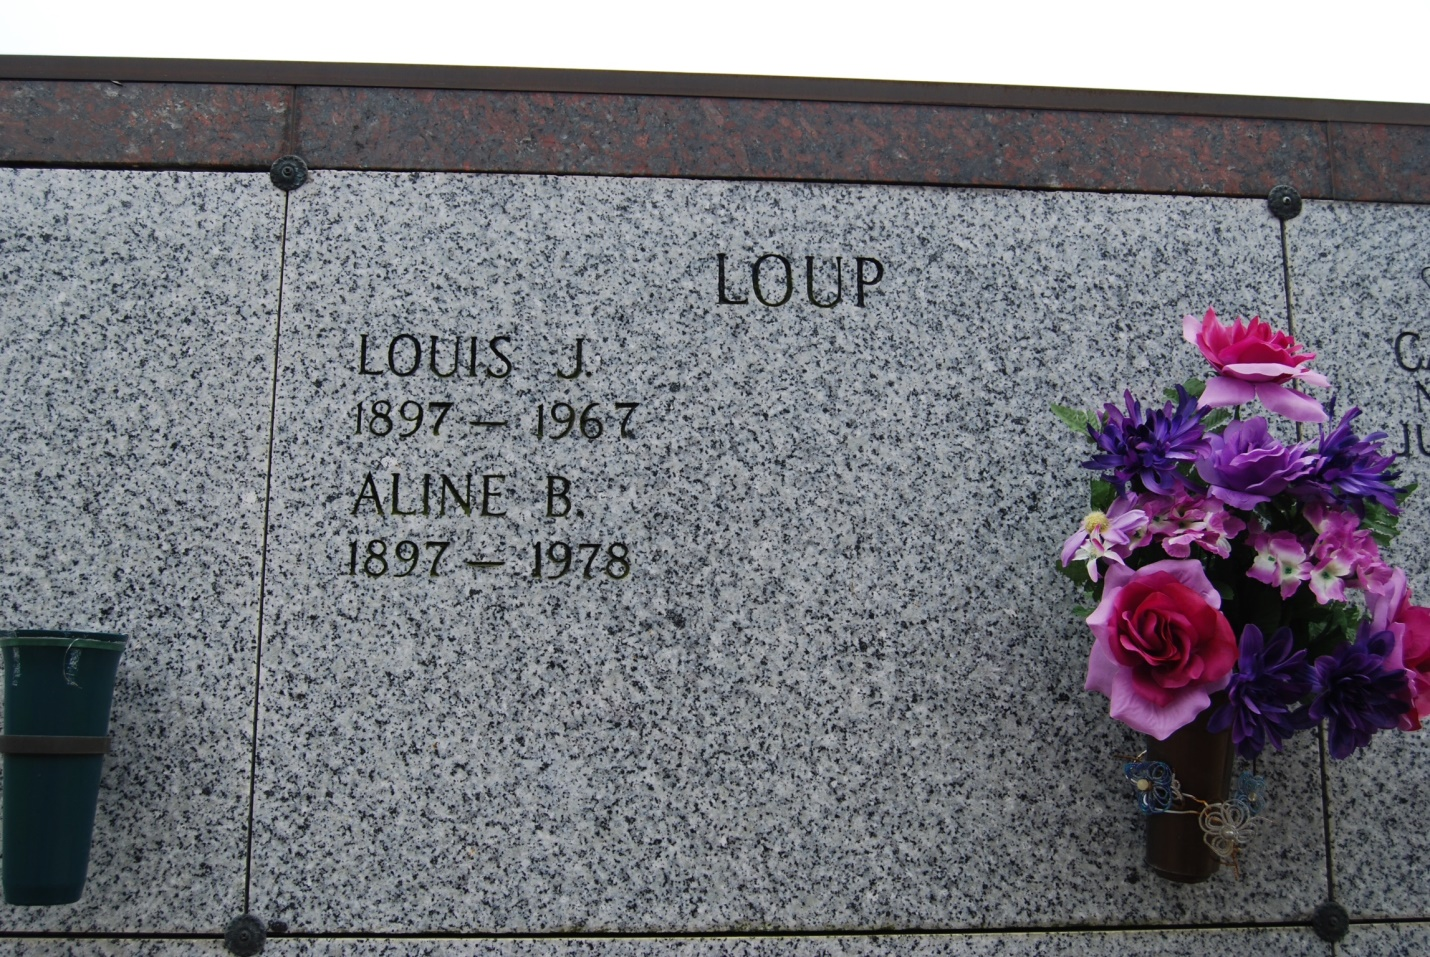 LOUP
LOUIS J.
1897 — 1967
ALINE B.
1897 — 1978